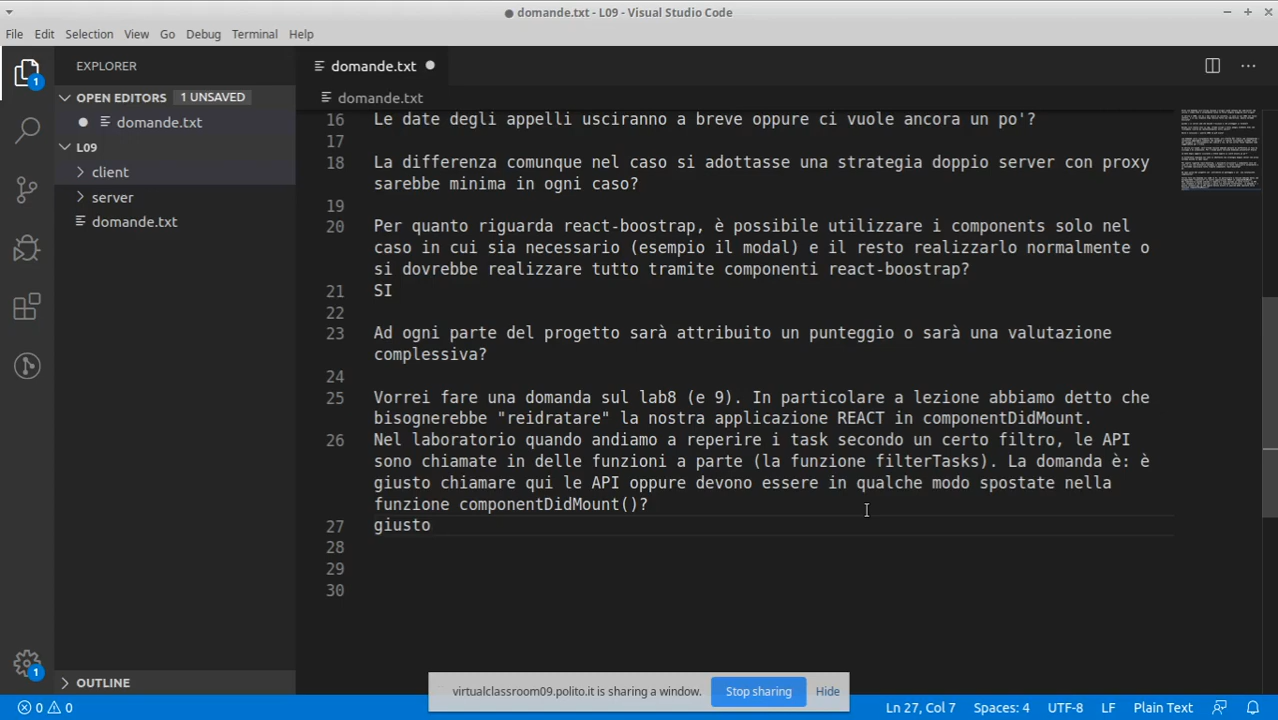 domande.txt - L09 - Visual Studio Code
File Edit Selection View Go Debug Terminal Help
EXPLORER
domande.txt
OPEN EDITORS 1 UNSAVED
domande.txt
domande.txt
L09
client
server
domande.txt
16 Le date degli appelli usciranno a breve oppure ci vuole ancora un po'?
17
18 La differenza comnque nel caso si adottasse una strategia doppio server con proxy
sarebbe minima in ogni caso?
19
20 Per quanto riguarda react-boostrap, è possibile utilizzare i components solo nel
caso in cui sia necessario (esempio il modal) e il resto realizzarlo normalmente o
si dovrebbe realizzare tutto tramite componenti react-boostrap?
21 SI
22
23 Ad ogni parte del progetto sarà attribuito un punteggio o sarà una valutazione
complessiva?
24
25 Vorrei fare una domanda sul lab8 (e 9). In particolare a lezione abbiamo detto che
bisognerebbe "reidratare" la nostra applicazione REACT in componentDidMount.
26 Nel laboratorio quando andiamo a reperire i task secondo un certo filtro, le API
sono chiamate in delle funzioni a parte (la funzione filterTasks). La domanda è: è
giusto chiamare qui le API oppure devono essere in qualche modo spostate nella
funzione componentDidMount()?
27 giusto
28
29
30
1
1
OUTLINE
virtualclassroom09.polito.it is sharing a window. Stop sharing Hide
0 0 Ln 27, Col 7 Spaces: 4 UTF-8 LF Plain Text